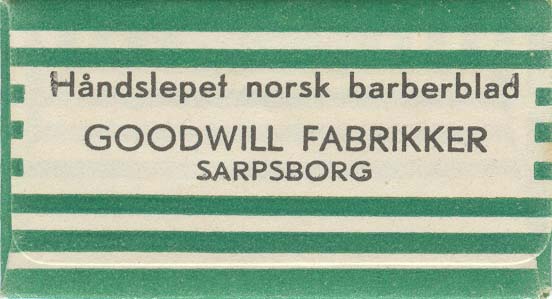 Håndslepet norsk barberblad
GOODWILL FABRIKKER
SARPSBORG